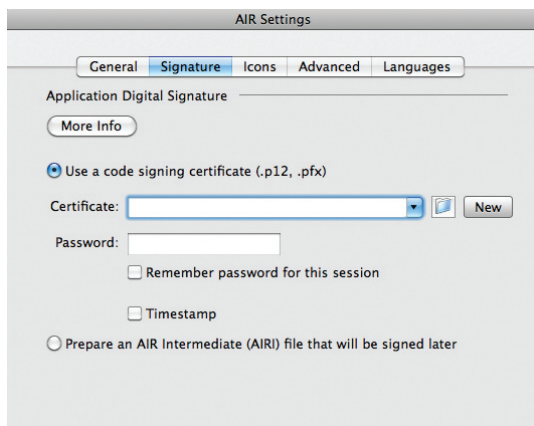 AIR Settings
General Signature Icons Advanced Languages
Application Digital Signature
More Info
Use a code signing certificate (.p12, .pfx)
Certificate: New
Password:
Remember password for this session
Timestamp
Prepare an AIR Intermediate (AIRI) file that will be signed later